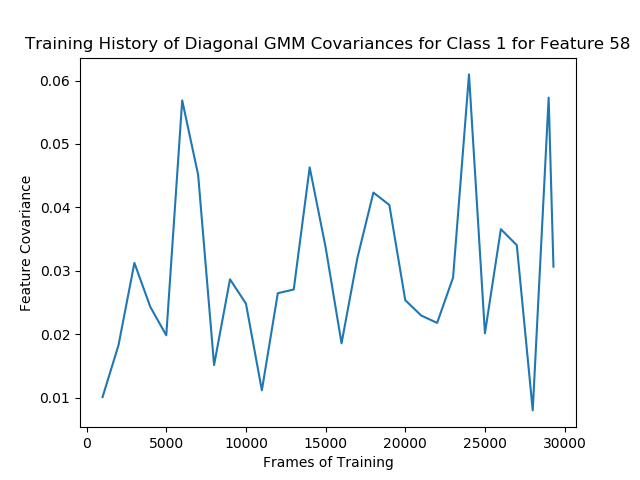 Training History of Diagonal GMM Covariances for Class 1 for Feature 58
0.06
0.05
0.04
0.03
0.02
0.01
Feature Covariance
0 5000 10000 15000 20000 25000 30000
Frames of Training